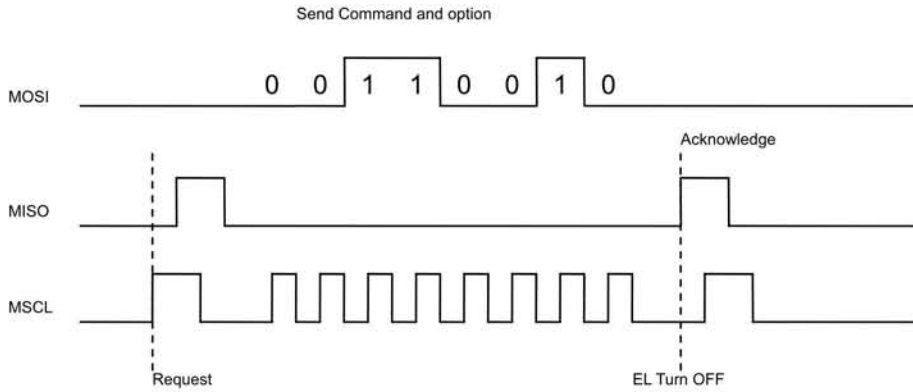 Send Command and option
0 0 1 1 0 0 1 0
MOSI
Acknowledge
MISO
MSCL
Request
EL Turn OFF